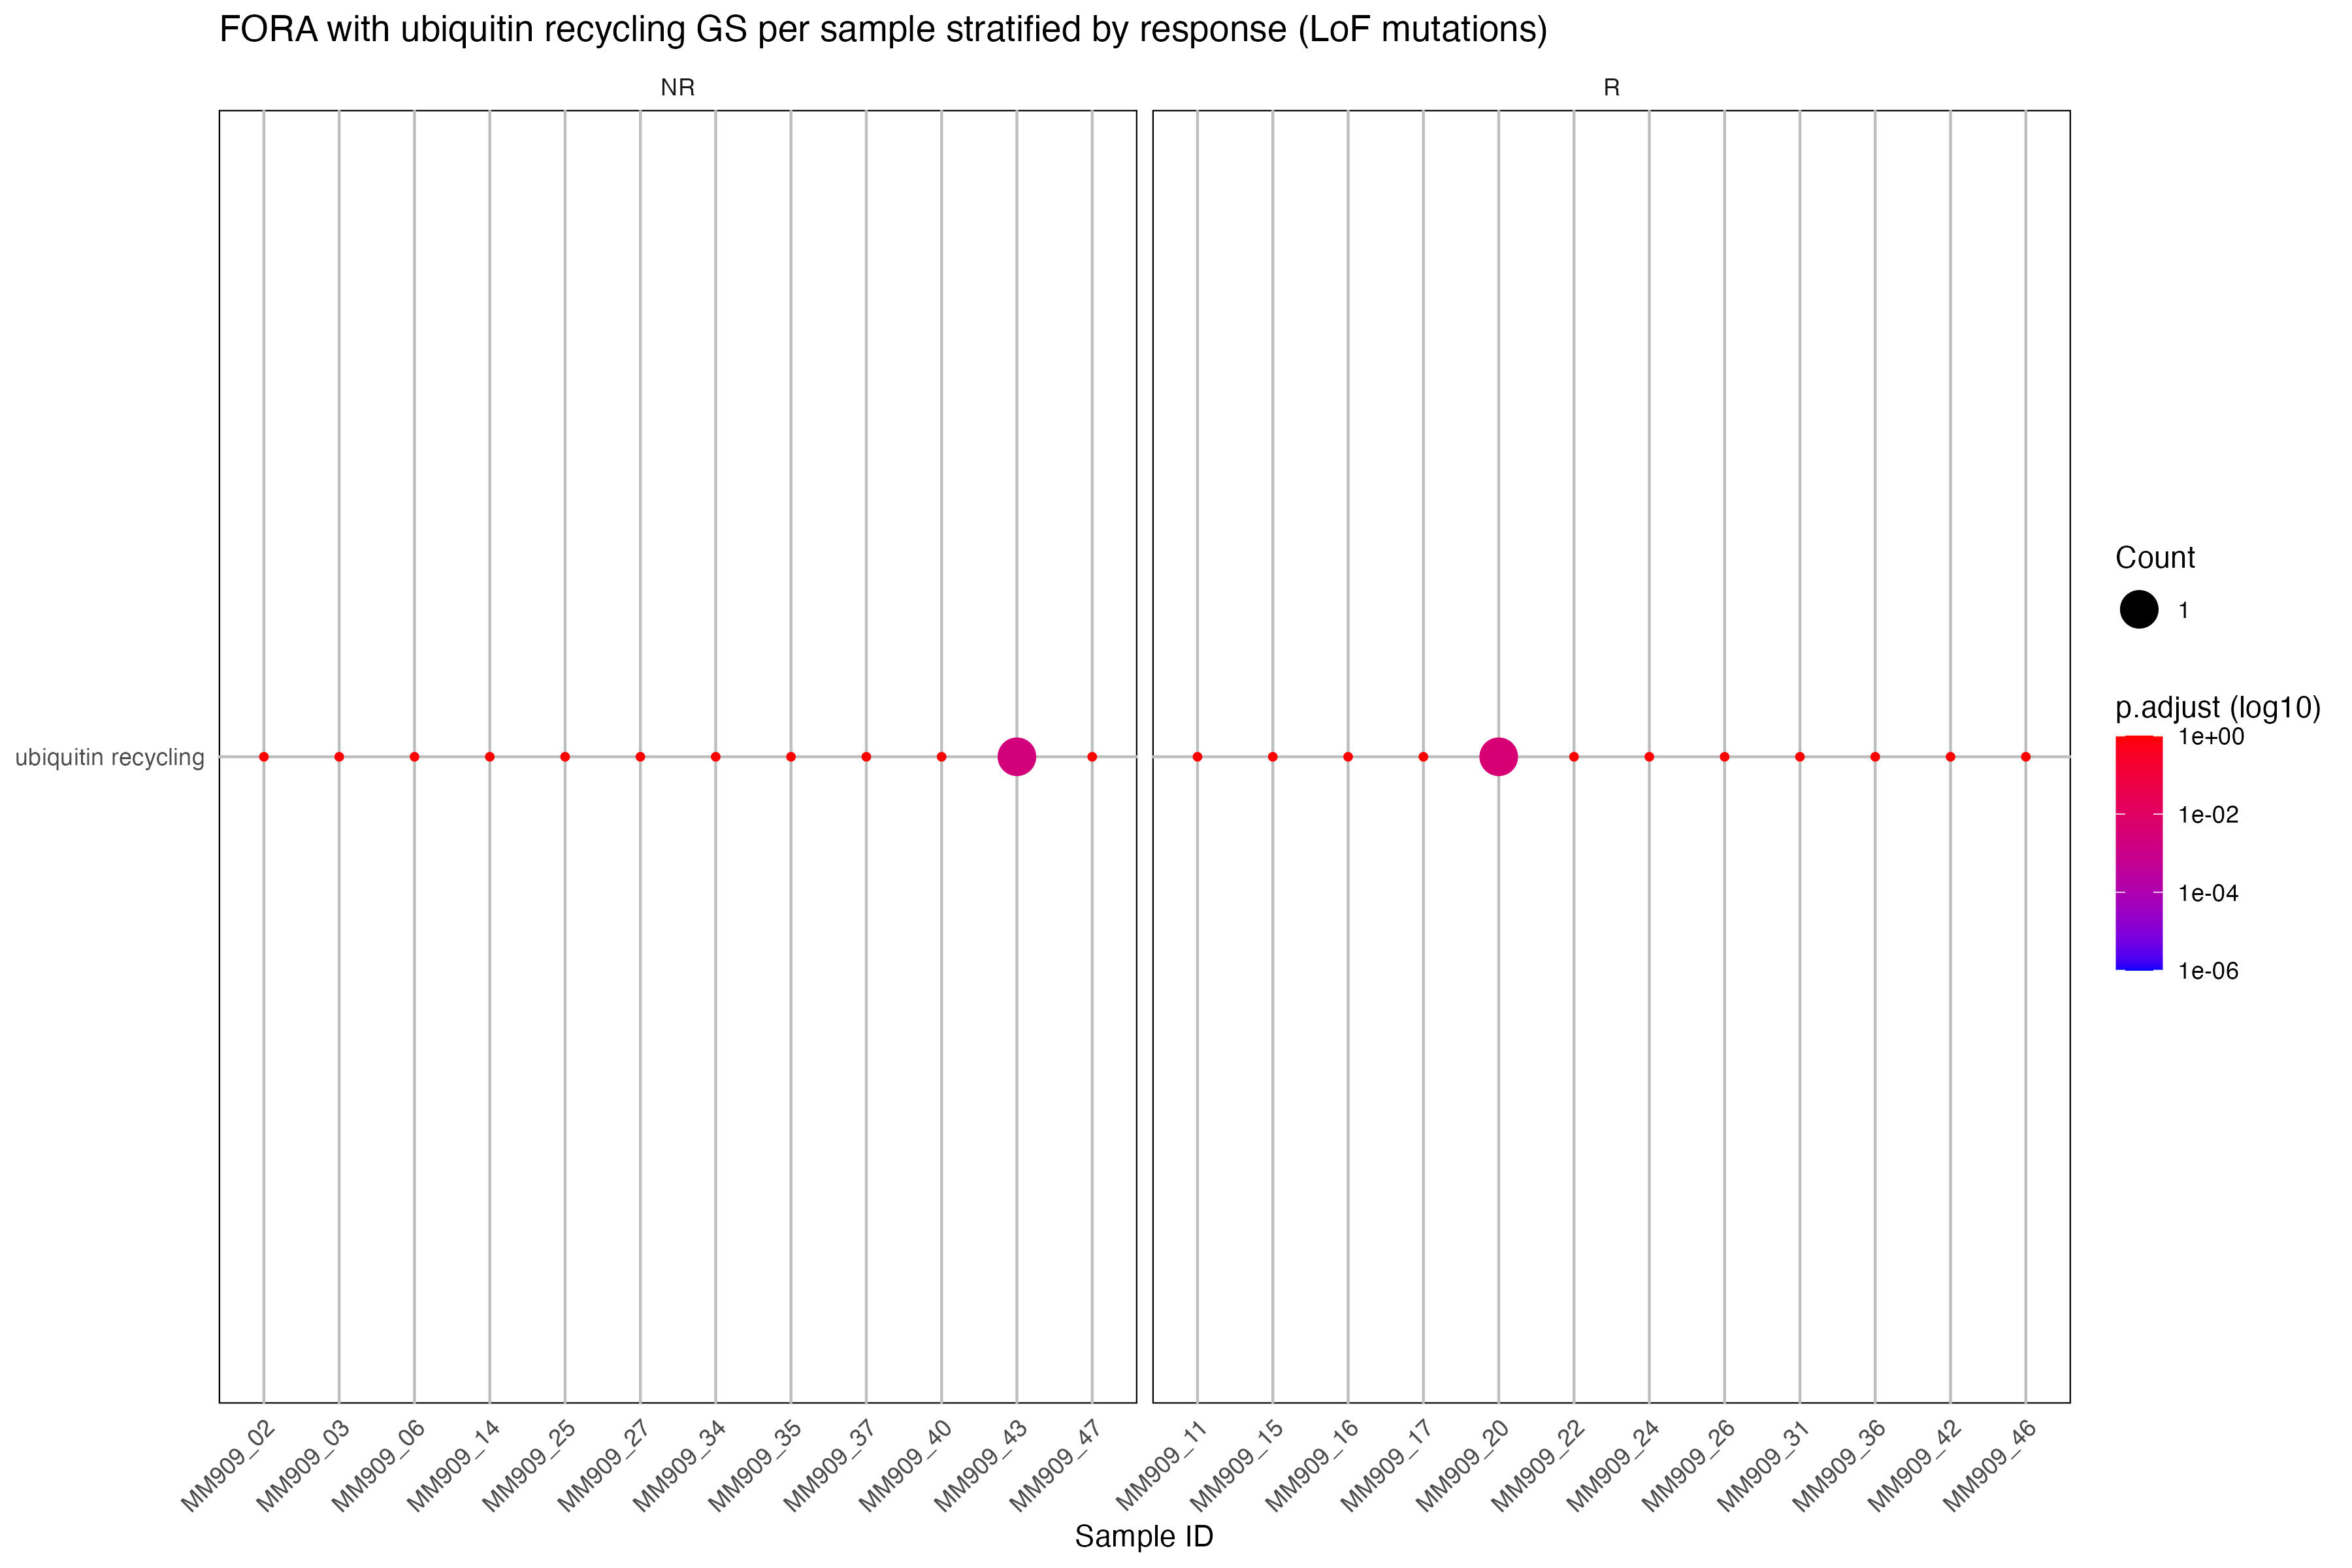 FORA with ubiquitin recycling GS per sample stratified by response (LoF mutations)
NR
R
ubiquitin recycling
Count
1
p.adjust (log10)
1e+00
1e-02
1e-04
1e-06
MM909_02
MM909_03
MM909_06
MM909_14
MM909_25
MM909_27
MM909_34
MM909_35
MM909_37
MM909_40
MM909_43
MM909_47
MM909_11
MM909_15
MM909_16
MM909_17
MM909_20
MM909_22
MM909_24
MM909_26
MM909_31
MM909_36
MM909_42
MM909_46
Sample ID